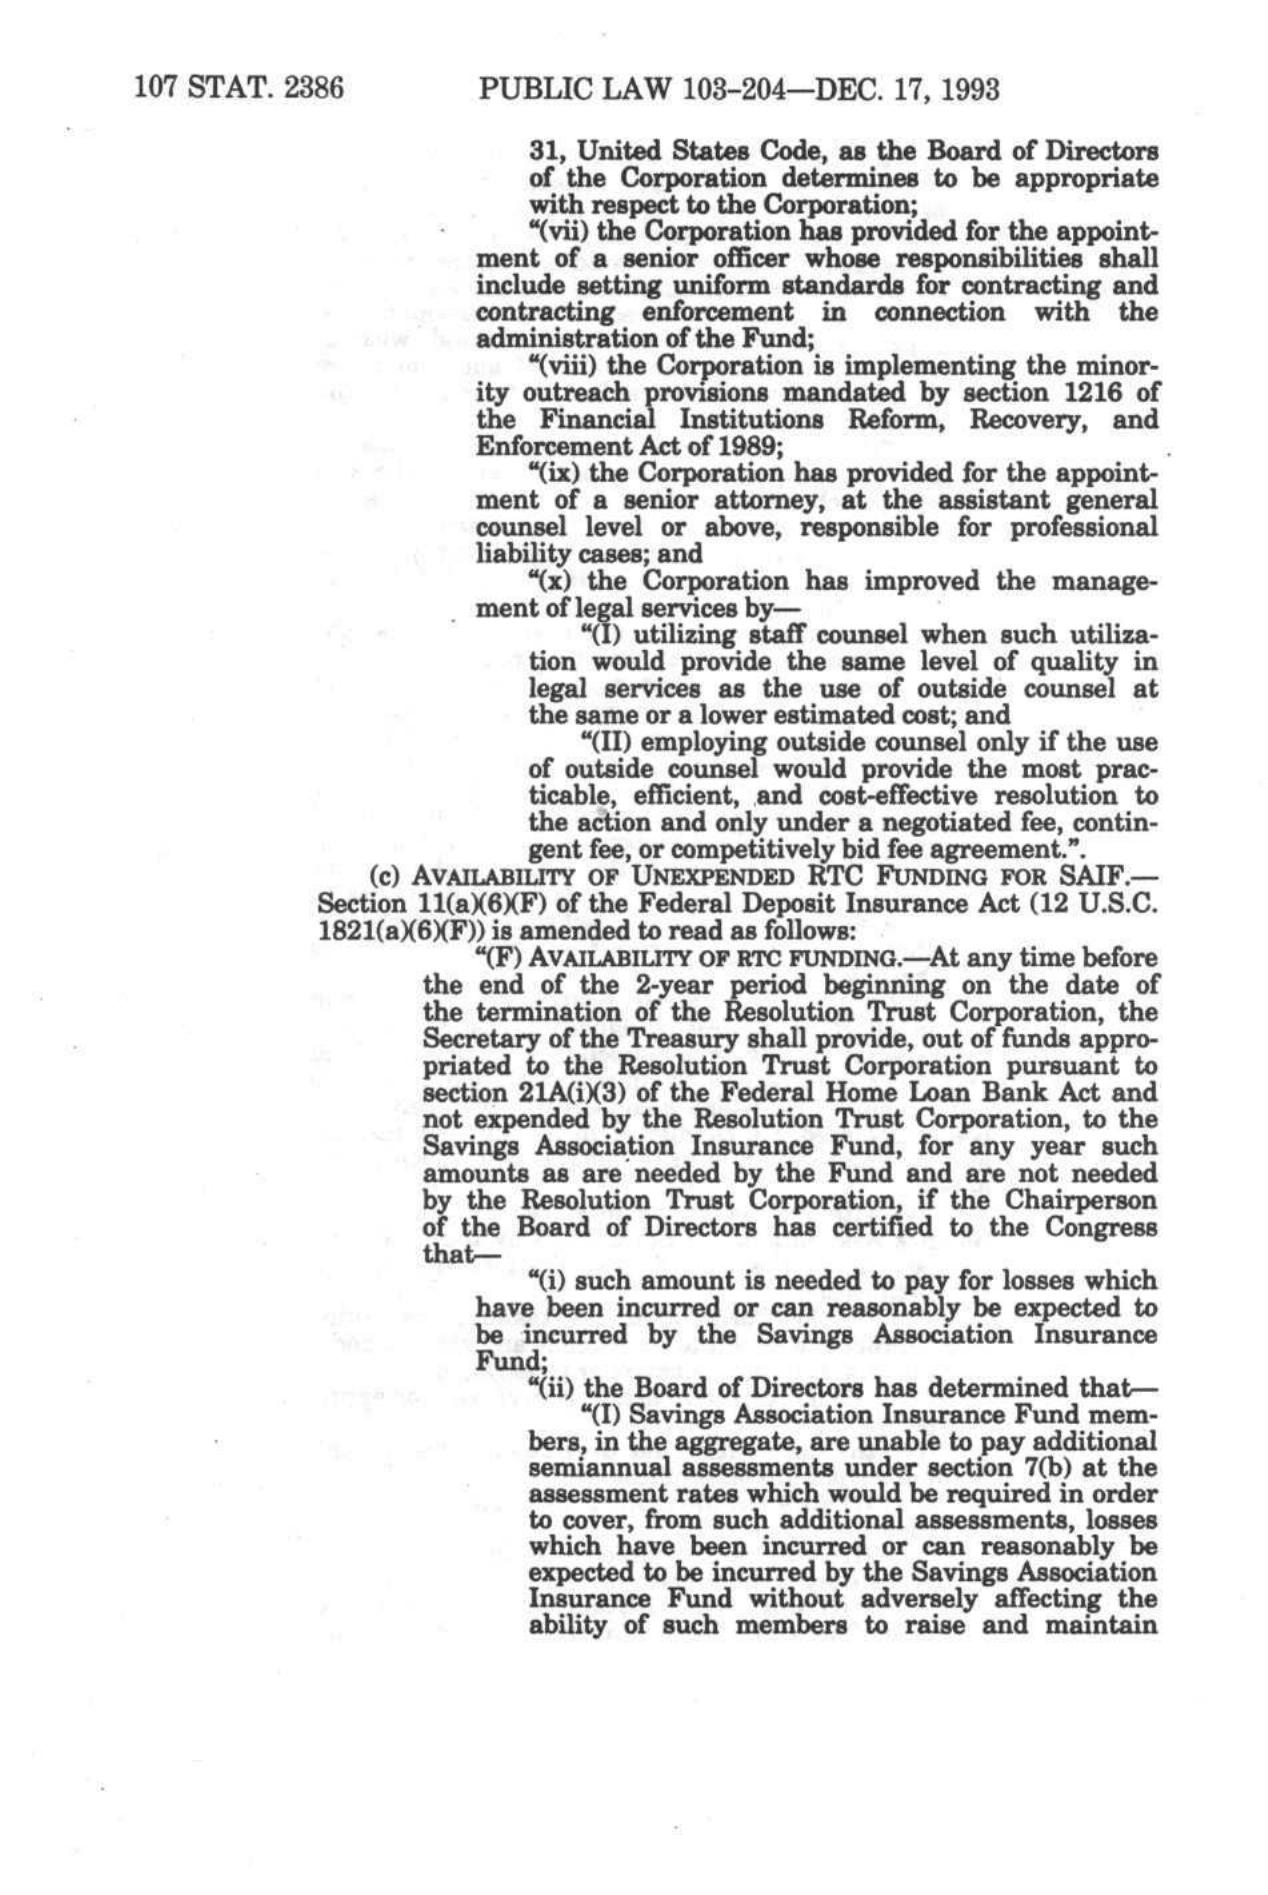 107 STAT. 2386 PUBLIC LAW 103–204—DEC. 17, 1993
31, United States Code, as the Board of Directors
of the Corporation determines to be appropriate
with respect to the Corporation;
“(vii) the Corporation has provided for the appoint-
ment of a senior officer whose responsibilities shall
include setting uniform standards for contracting and
contracting enforcement in connection with the
administration of the Fund;
“(viii) the Corporation is implementing the minor-
ity outreach provisions mandated by section 1216 of
the Financial Institutions Reform, Recovery, and
Enforcement Act of 1989;
“(ix) the Corporation has provided for the appoint-
ment of a senior attorney, at the assistant general
counsel level or above, responsible for professional
liability cases; and
“(x) the Corporation has improved the manage-
ment of legal services by—
“(I) utilizing staff counsel when such utiliza-
tion would provide the same level of quality in
legal services as the use of outside counsel at
the same or a lower estimated cost; and
“(II) employing outside counsel only if the use
of outside counsel would provide the most prac-
ticable, efficient, and cost-effective resolution to
the action and only under a negotiated fee, contin-
gent fee, or competitively bid fee agreement.”.
(c) AVAILABILITY OF UNEXPENDED RTC FUNDING FOR SAIF.—
Section 11(a)(6)(F) of the Federal Deposit Insurance Act (12 U.S.C.
1821(a)(6)(F)) is amended to read as follows:
“(F) AVAILABILITY OF RTC FUNDING.—At any time before
the end of the 2-year period beginning on the date of
the termination of the Resolution Trust Corporation, the
Secretary of the Treasury shall provide, out of funds appro-
priated to the Resolution Trust Corporation pursuant to
section 21A(i)(3) of the Federal Home Loan Bank Act and
not expended by the Resolution Trust Corporation, to the
Savings Association Insurance Fund, for any year such
amounts as are needed by the Fund and are not needed
by the Resolution Trust Corporation, if the Chairperson
of the Board of Directors has certified to the Congress
that—
“(i) such amount is needed to pay for losses which
have been incurred or can reasonably be expected to
be incurred by the Savings Association Insurance
Fund;
“(ii) the Board of Directors has determined that—
“(I) Savings Association Insurance Fund mem-
bers, in the aggregate, are unable to pay additional
semiannual assessments under section 7(b) at the
assessment rates which would be required in order
to cover, from such additional assessments, losses
which have been incurred or can reasonably be
expected to be incurred by the Savings Association
Insurance Fund without adversely affecting the
ability of such members to raise and maintain